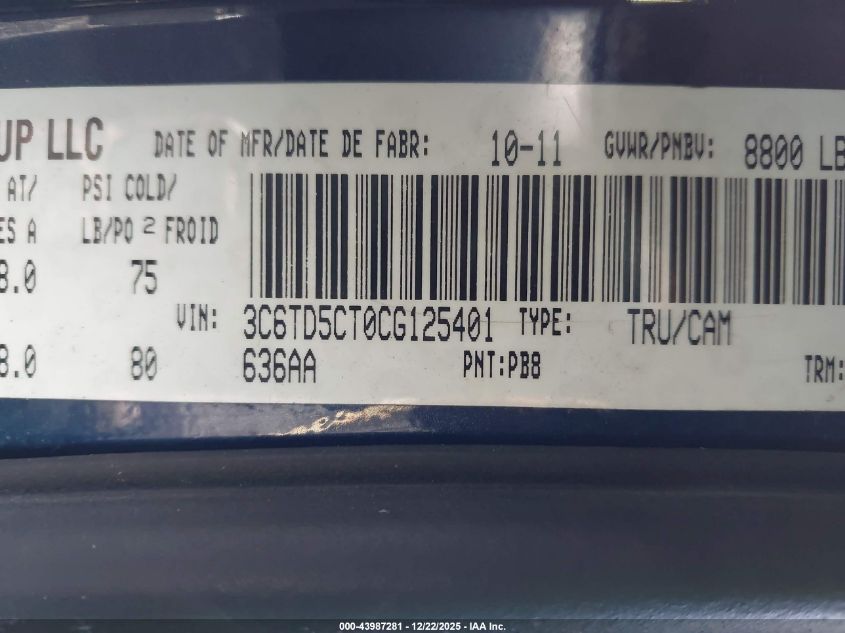 UP LLC DATE OF MFR/DATE DE FABR: 10-11 GVWR/PNBV: 8800 LB
AT/ PSI COLD/
ES A LB/PO 2 FROID
8.0 75
VIN: 3C6TD5CT0CG125401 TYPE: TRU/CAM
8.0 80 636AA PNT:PB8 TRM:
000-43987281 - 12/22/2025 - IAA Inc.